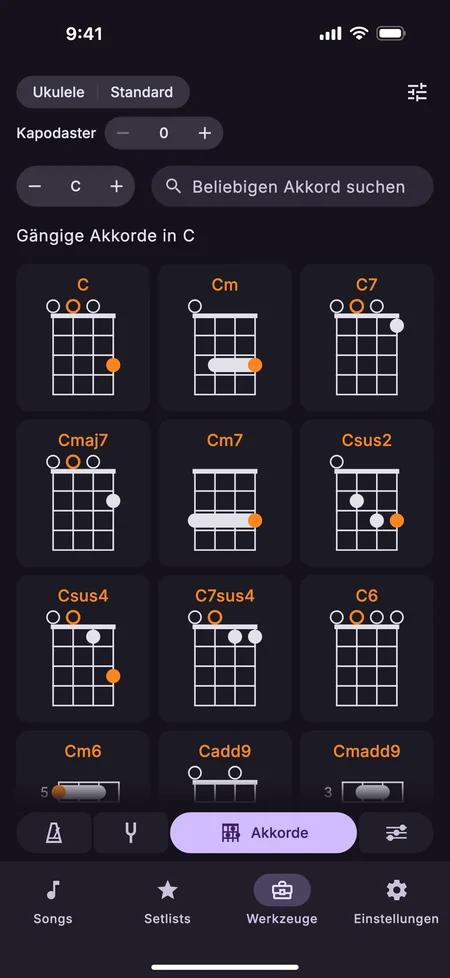 9:41
Ukulele Standard
Kapodaster 0
C Beliebigen Akkord suchen
Gängige Akkorde in C
C Cm C7
Cmaj7 Cm7 Csus2
Csus4 C7sus4 C6
Cm6 Cadd9 Cmadd9
5 3
Akkorde
Songs Setlists Werkzeuge Einstellungen